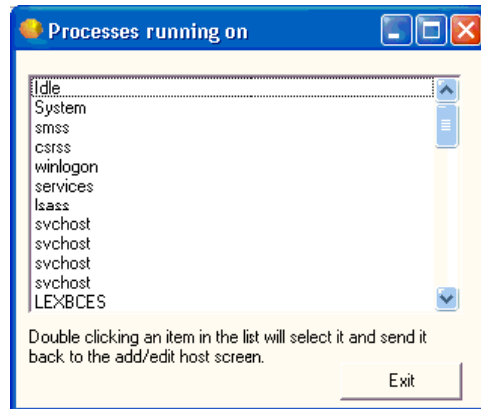 Processes running on
Idle
System
smss
csrss
winlogon
services
lsass
svchost
svchost
svchost
svchost
LEXBCES
Double clicking an item in the list will select it and send it
back to the add/edit host screen.
Exit